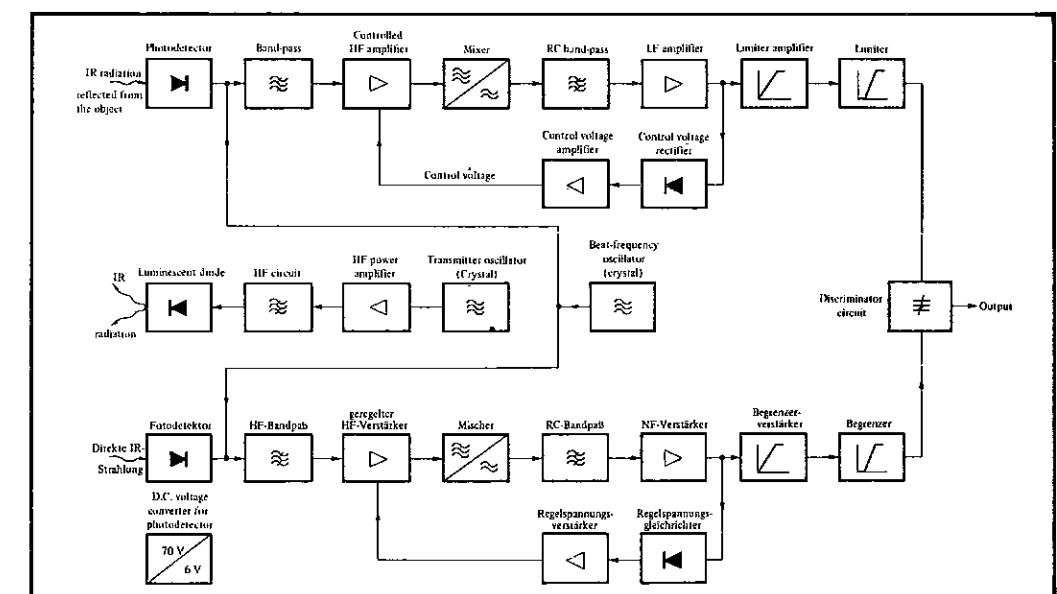 Photodetector
Band-pass
Controlled
HF amplifier
Mixer
RC band-pass
LF amplifier
Limiter amplifier
Limiter
IR radiation
reflected from
the object
Control voltage
amplifier
Control voltage
rectifier
Control voltage
Luminescent diode
HF circuit
HF power
amplifier
Transmitter oscillator
(Crystal)
Beat-frequency
oscillator
(crystal)
IR
radiation
Discriminator
circuit
Output
Fotodetektor
HF-Bandpaß
geregelter
HF-Verstärker
Mischer
RC-Bandpaß
NF-Verstärker
Begrenzer-
verstärker
Begrenzer
Direkte IR-
Strahlung
D.C. voltage
converter for
photodetector
70 V
6 V
Regelspannungs-
verstärker
Regelspannungs-
gleichrichter